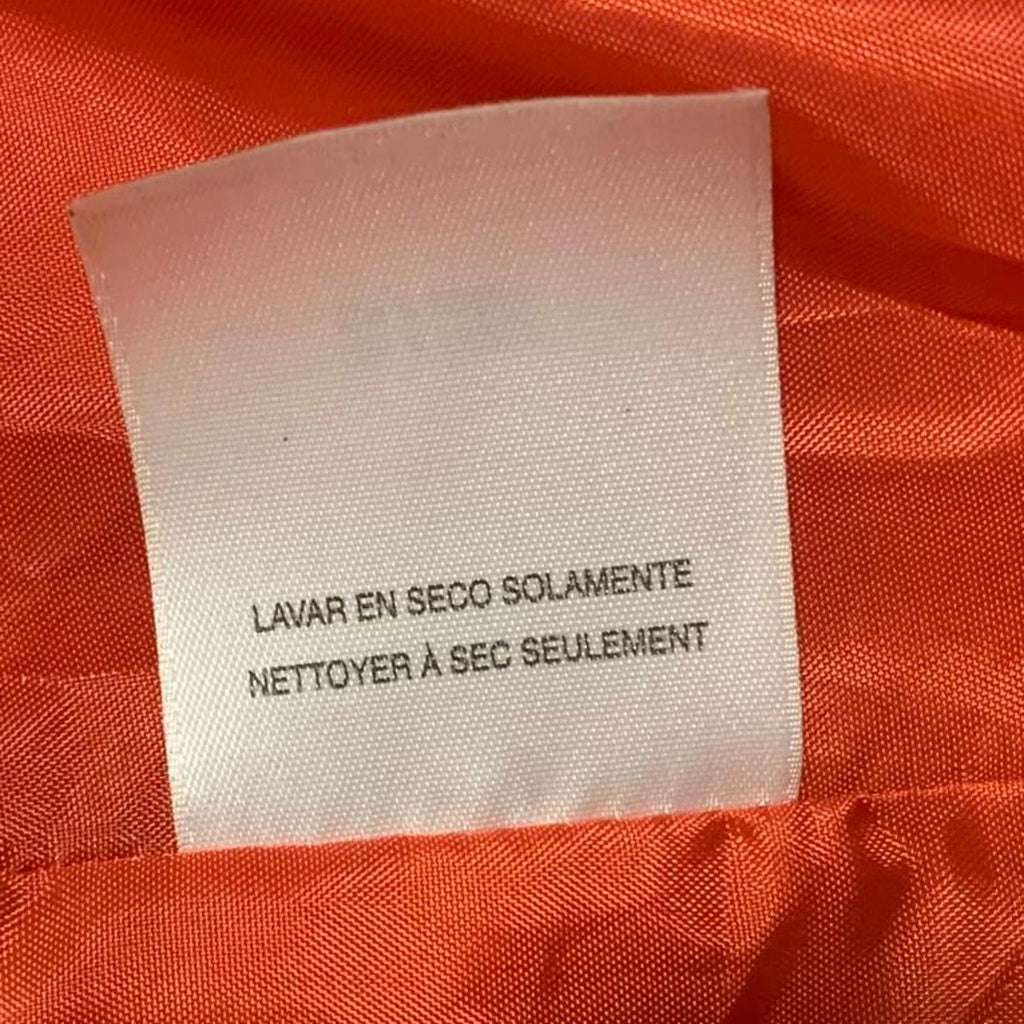 LAVAR EN SECO SOLAMENTE
NETTOYER À SEC SEULEMENT